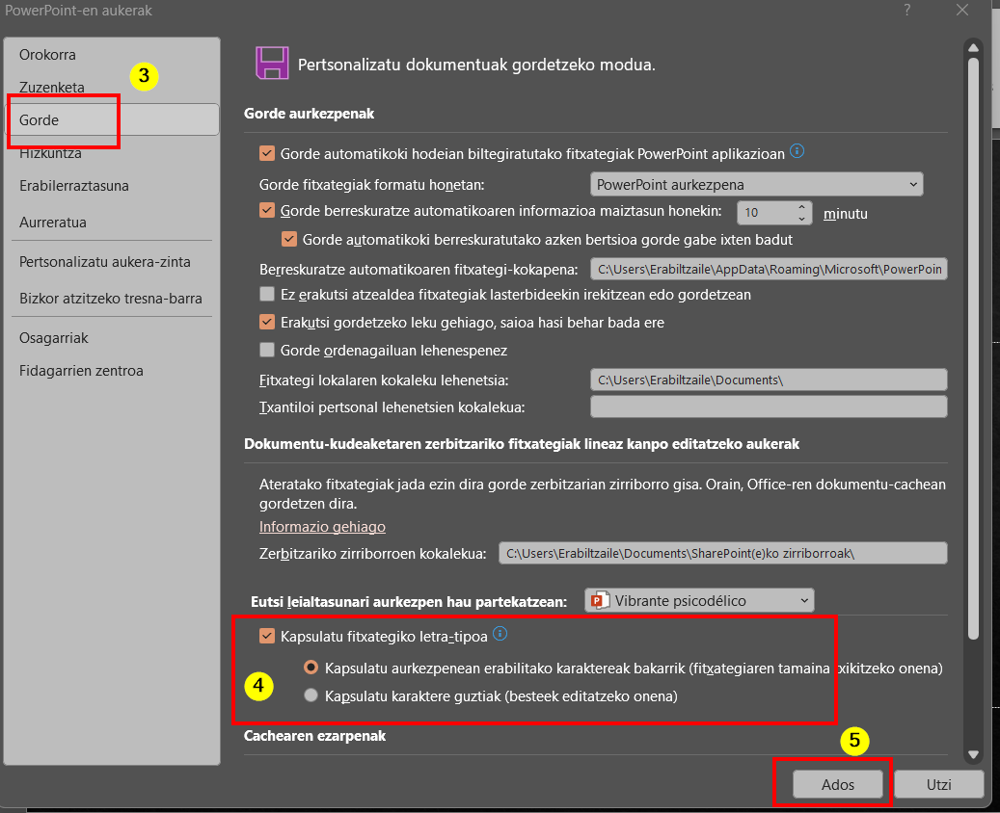 PowerPoint-en aukerak
Orokorra
Zuzenketa
3
Gorde
Hizkuntza
Erabilerraztasuna
Aurreratua
Pertsonalizatu aukera-zinta
Bizkor atzitzeko tresna-barra
Osagarriak
Fidagarrien zentroa
Pertsonalizatu dokumentuak gordetzeko modua.
Gorde aurkezpenak
Gorde automatikoki hodeian biltegiratutako fitxategiak PowerPoint aplikazioan
Gorde fitxategiak formatu honetan: PowerPoint aurkezpena
Gorde berreskuratze automatikoaren informazioa maiztasun honekin: 10 minutu
Gorde automatikoki berreskuratutako azken bertsioa gorde gabe ixten badut
Berreskuratze automatikoaren fitxategi-kokapena: C:\Users\Erabiltzaile\AppData\Roaming\Microsoft\PowerPoin
Ez erakutsi atzealdea fitxategiak lasterbideekin irekitzean edo gordetzean
Erakutsi gordetzeko leku gehiago, saioa hasi behar bada ere
Gorde ordenagailuan lehenespenez
Fitxategi lokalaren kokaleku lehenetsia: C:\Users\Erabiltzaile\Documents\
Txantiloi pertsonal lehenetsien kokalekua:
Dokumentu-kudeaketaren zerbitzariko fitxategiak lineaz kanpo editatzeko aukerak
Ateratako fitxategiak jada ezin dira gorde zerbitzarian zirriborro gisa. Orain, Office-ren dokumentu-cachean
gordetzen dira.
Informazio gehiago
Zerbitzariko zirriborroen kokalekua: C:\Users\Erabiltzaile\Documents\SharePoint(e)ko zirriborroak\
Eutsi leialtasunari aurkezpen hau partekatzean: Vibrante psicodélico
Kapsulatu fitxategiko letra-tipoa
Kapsulatu aurkezpenean erabilitako karaktereak bakarrik (fitxategiaren tamaina txikitzeko onena)
4
Kapsulatu karaktere guztiak (besteek editatzeko onena)
Cachearen ezarpenak
5
Ados
Utzi